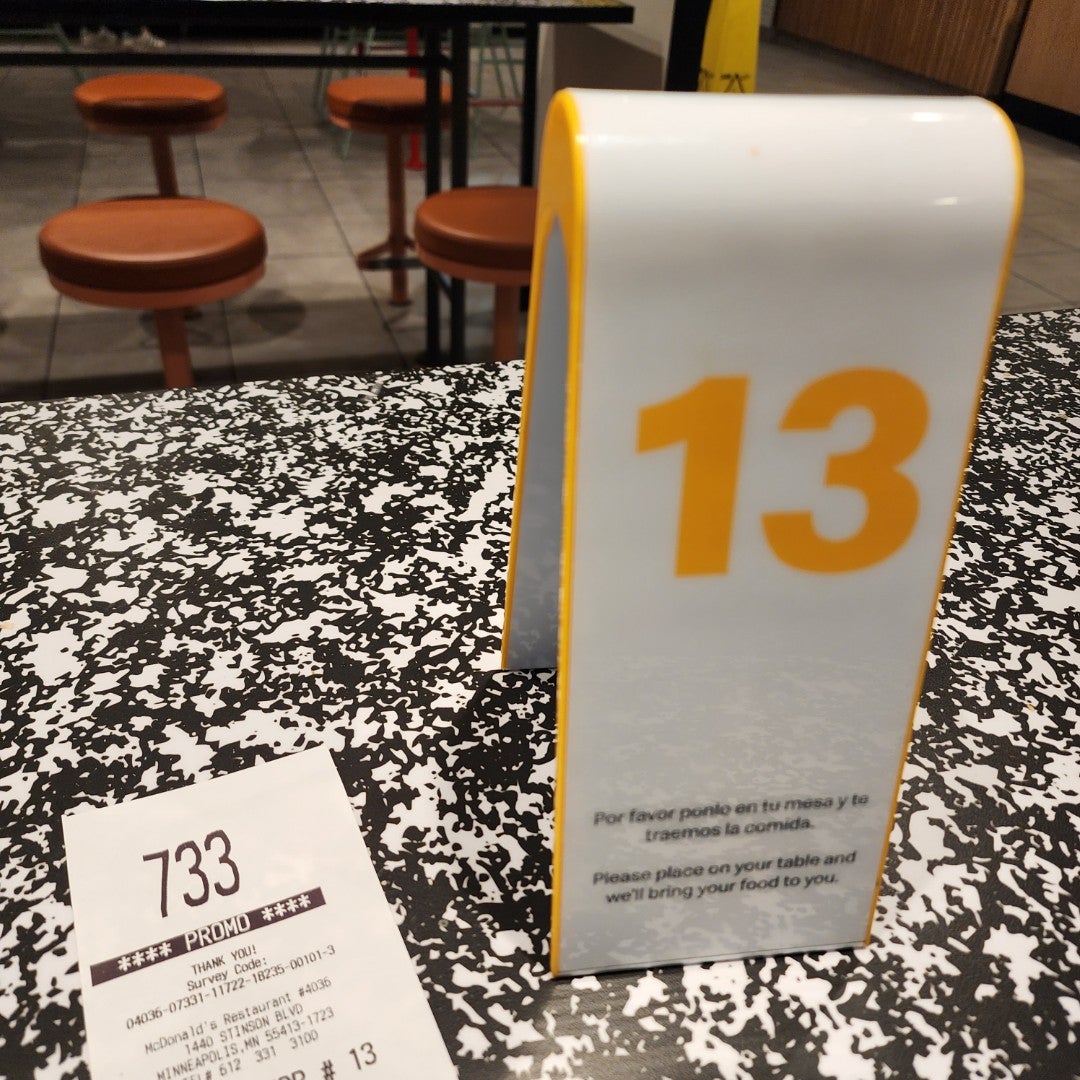 13
Por favor ponlo en tu mesa y te
traemos la comida.
Please place on your table and
we'll bring your food to you.
733
**** PROMO ****
THANK YOU!
Survey Code:
04036-07331-11722-18235-00101-3
McDonald's Restaurant #4036
1440 STINSON BLVD
MINNEAPOLIS,MN 55413-1723
TEL# 612 331 3100
# 13